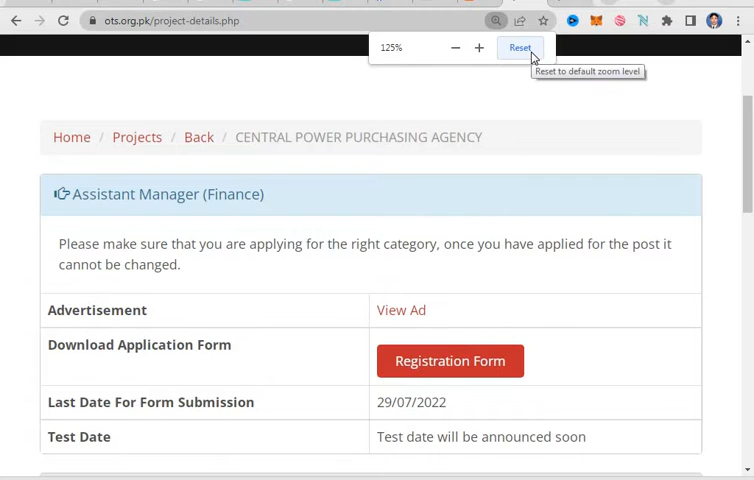 ots.org.pk/project-details.php
125%
Reset
Reset to default zoom level
Home / Projects / Back / CENTRAL POWER PURCHASING AGENCY
Assistant Manager (Finance)
Please make sure that you are applying for the right category, once you have applied for the post it
cannot be changed.
Advertisement View Ad
Download Application Form Registration Form
Last Date For Form Submission 29/07/2022
Test Date Test date will be announced soon